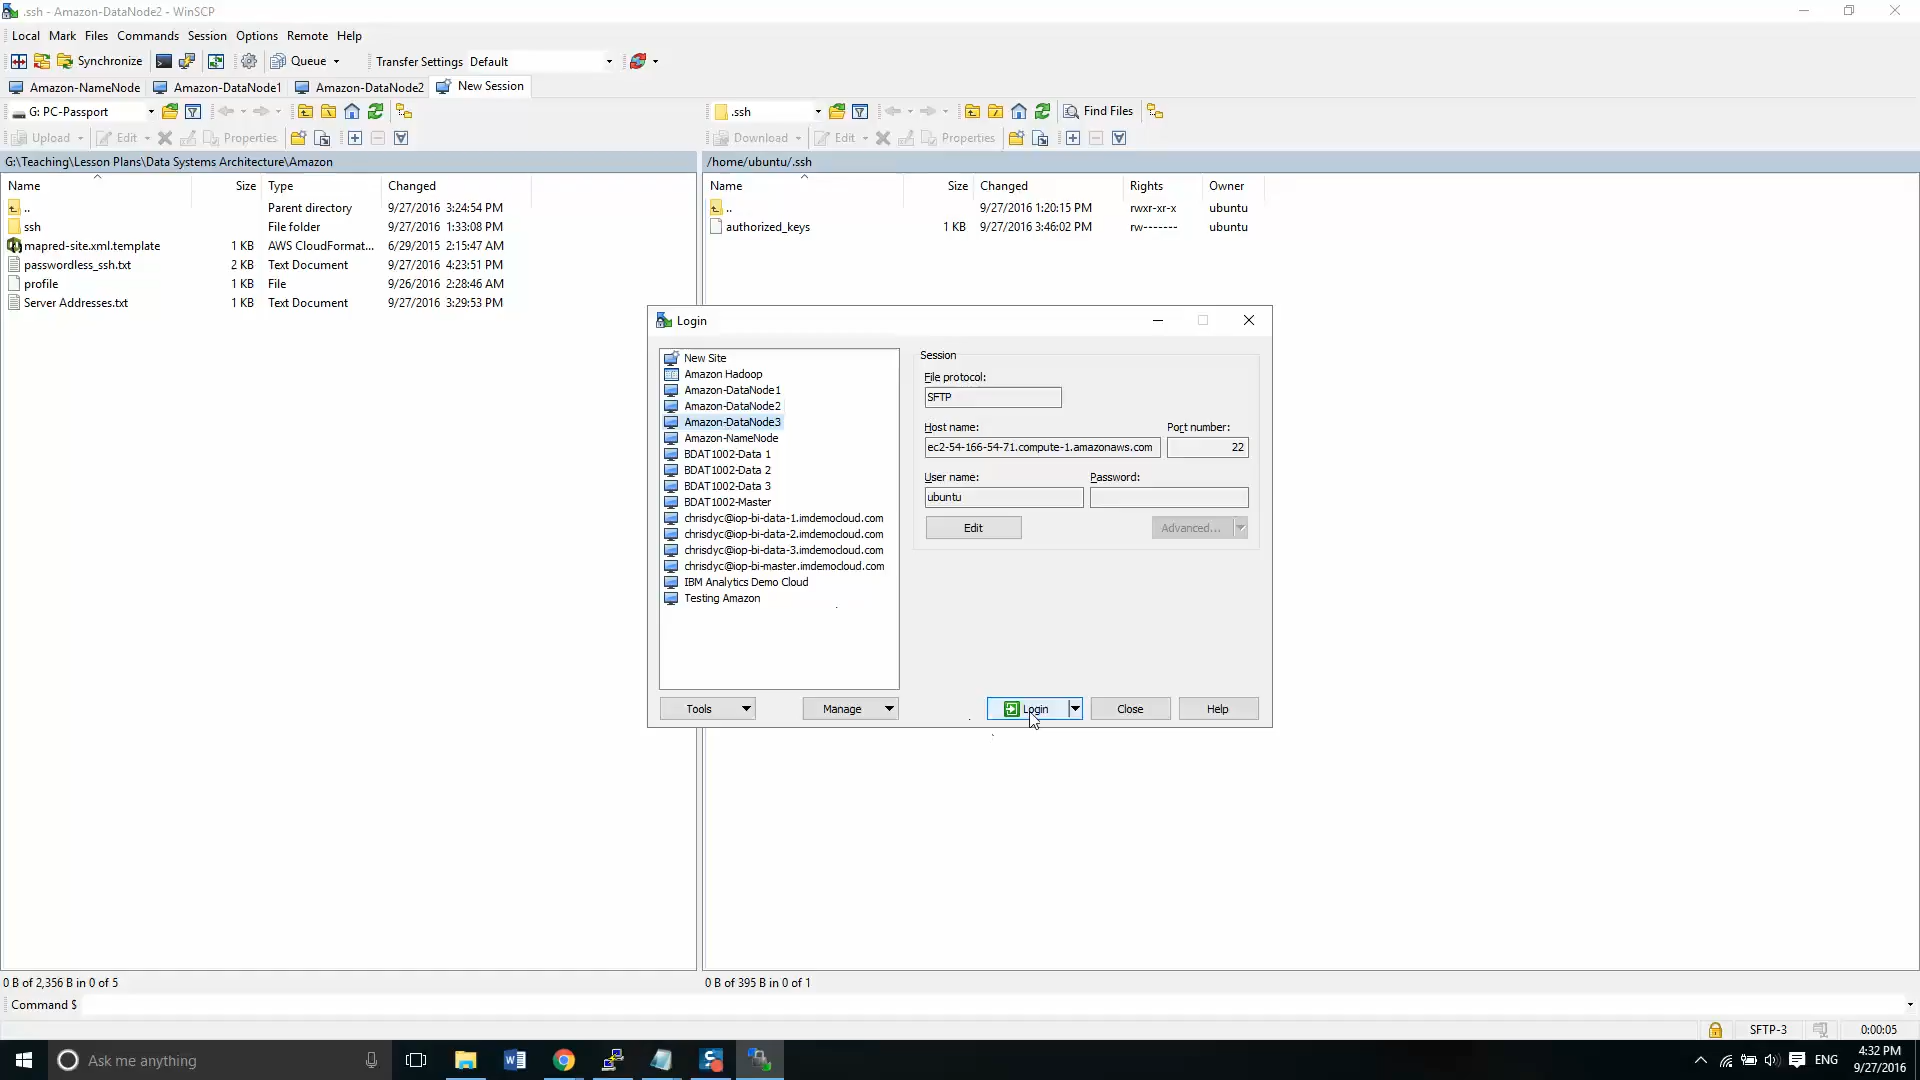 .ssh - Amazon-DataNode2 - WinSCP
Local Mark Files Commands Session Options Remote Help
Synchronize Queue Transfer Settings Default
Amazon-NameNode Amazon-DataNode1 Amazon-DataNode2 New Session
G: PC-Passport .ssh Find Files
Upload Edit Properties Download Edit Properties
G:\Teaching\Lesson Plans\Data Systems Architecture\Amazon /home/ubuntu/.ssh
Name Size Type Changed Name Size Changed Rights Owner
.. Parent directory 9/27/2016 3:24:54 PM .. 9/27/2016 1:20:15 PM rwxr-xr-x ubuntu
ssh File folder 9/27/2016 1:33:08 PM authorized_keys 1 KB 9/27/2016 3:46:02 PM rw------- ubuntu
mapred-site.xml.template 1 KB AWS CloudFormat... 6/29/2015 2:15:47 AM
passwordless_ssh.txt 2 KB Text Document 9/27/2016 4:23:51 PM
profile 1 KB File 9/26/2016 2:28:46 AM
Server Addresses.txt 1 KB Text Document 9/27/2016 3:29:53 PM
Login
New Site
Amazon Hadoop
Amazon-DataNode1
Amazon-DataNode2
Amazon-DataNode3
Amazon-NameNode
BDAT1002-Data 1
BDAT1002-Data 2
BDAT1002-Data 3
BDAT1002-Master
chrisdyc@iop-bi-data-1.imdemocloud.com
chrisdyc@iop-bi-data-2.imdemocloud.com
chrisdyc@iop-bi-data-3.imdemocloud.com
chrisdyc@iop-bi-master.imdemocloud.com
IBM Analytics Demo Cloud
Testing Amazon
Session
File protocol:
SFTP
Host name: Port number:
ec2-54-166-54-71.compute-1.amazonaws.com 22
User name: Password:
ubuntu
Edit Advanced...
Tools Manage Login Close Help
0 B of 2,356 B in 0 of 5 0 B of 395 B in 0 of 1
Command $
SFTP-3 0:00:05
Ask me anything ENG 4:32 PM
9/27/2016